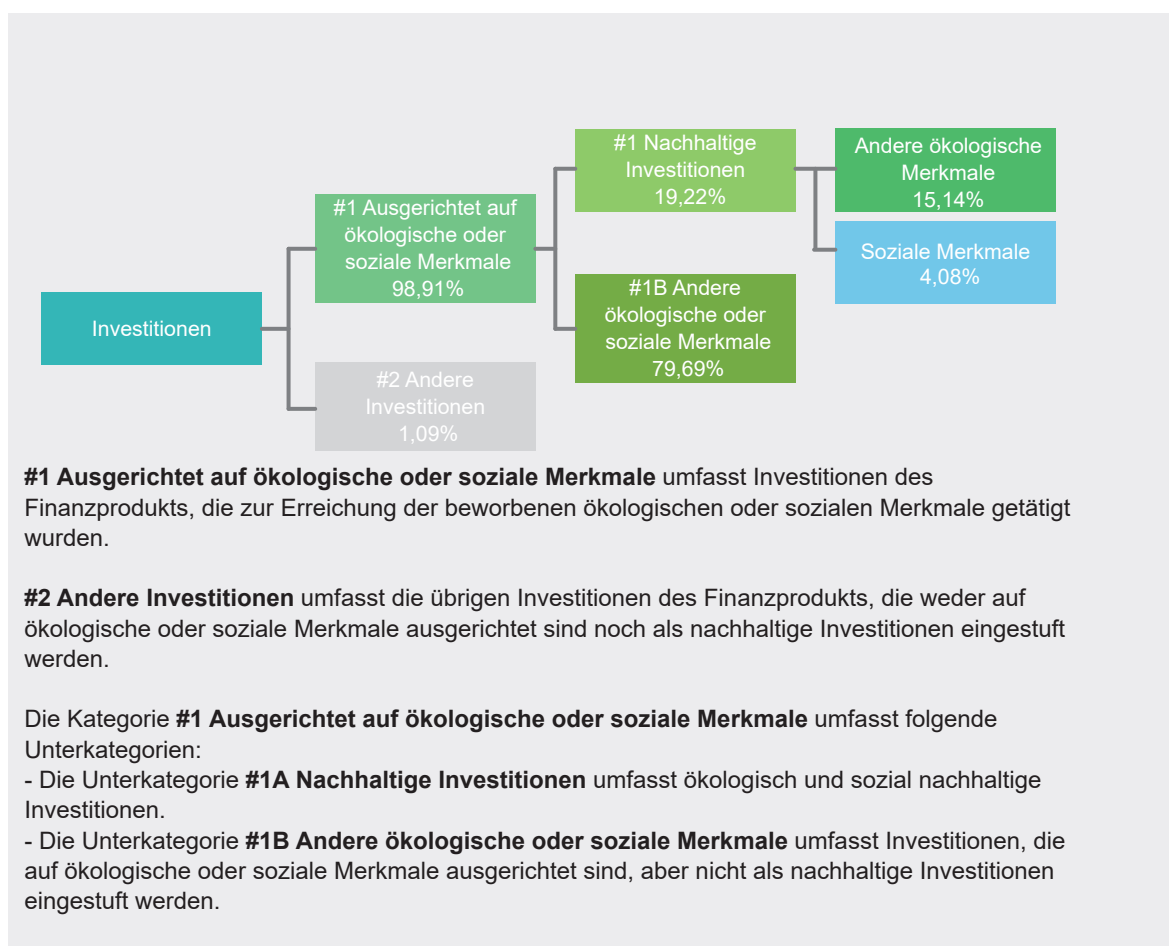 Investitionen
#1 Ausgerichtet auf
ökologische oder
soziale Merkmale
98,91%
#2 Andere
Investitionen
1,09%
#1 Nachhaltige
Investitionen
19,22%
#1B Andere
ökologische oder
soziale Merkmale
79,69%
Andere ökologische
Merkmale
15,14%
Soziale Merkmale
4,08%
#1 Ausgerichtet auf ökologische oder soziale Merkmale umfasst Investitionen des
Finanzprodukts, die zur Erreichung der beworbenen ökologischen oder sozialen Merkmale getätigt
wurden.
#2 Andere Investitionen umfasst die übrigen Investitionen des Finanzprodukts, die weder auf
ökologische oder soziale Merkmale ausgerichtet sind noch als nachhaltige Investitionen eingestuft
werden.
Die Kategorie #1 Ausgerichtet auf ökologische oder soziale Merkmale umfasst folgende
Unterkategorien:
- Die Unterkategorie #1A Nachhaltige Investitionen umfasst ökologisch und sozial nachhaltige
Investitionen.
- Die Unterkategorie #1B Andere ökologische oder soziale Merkmale umfasst Investitionen, die
auf ökologische oder soziale Merkmale ausgerichtet sind, aber nicht als nachhaltige Investitionen
eingestuft werden.